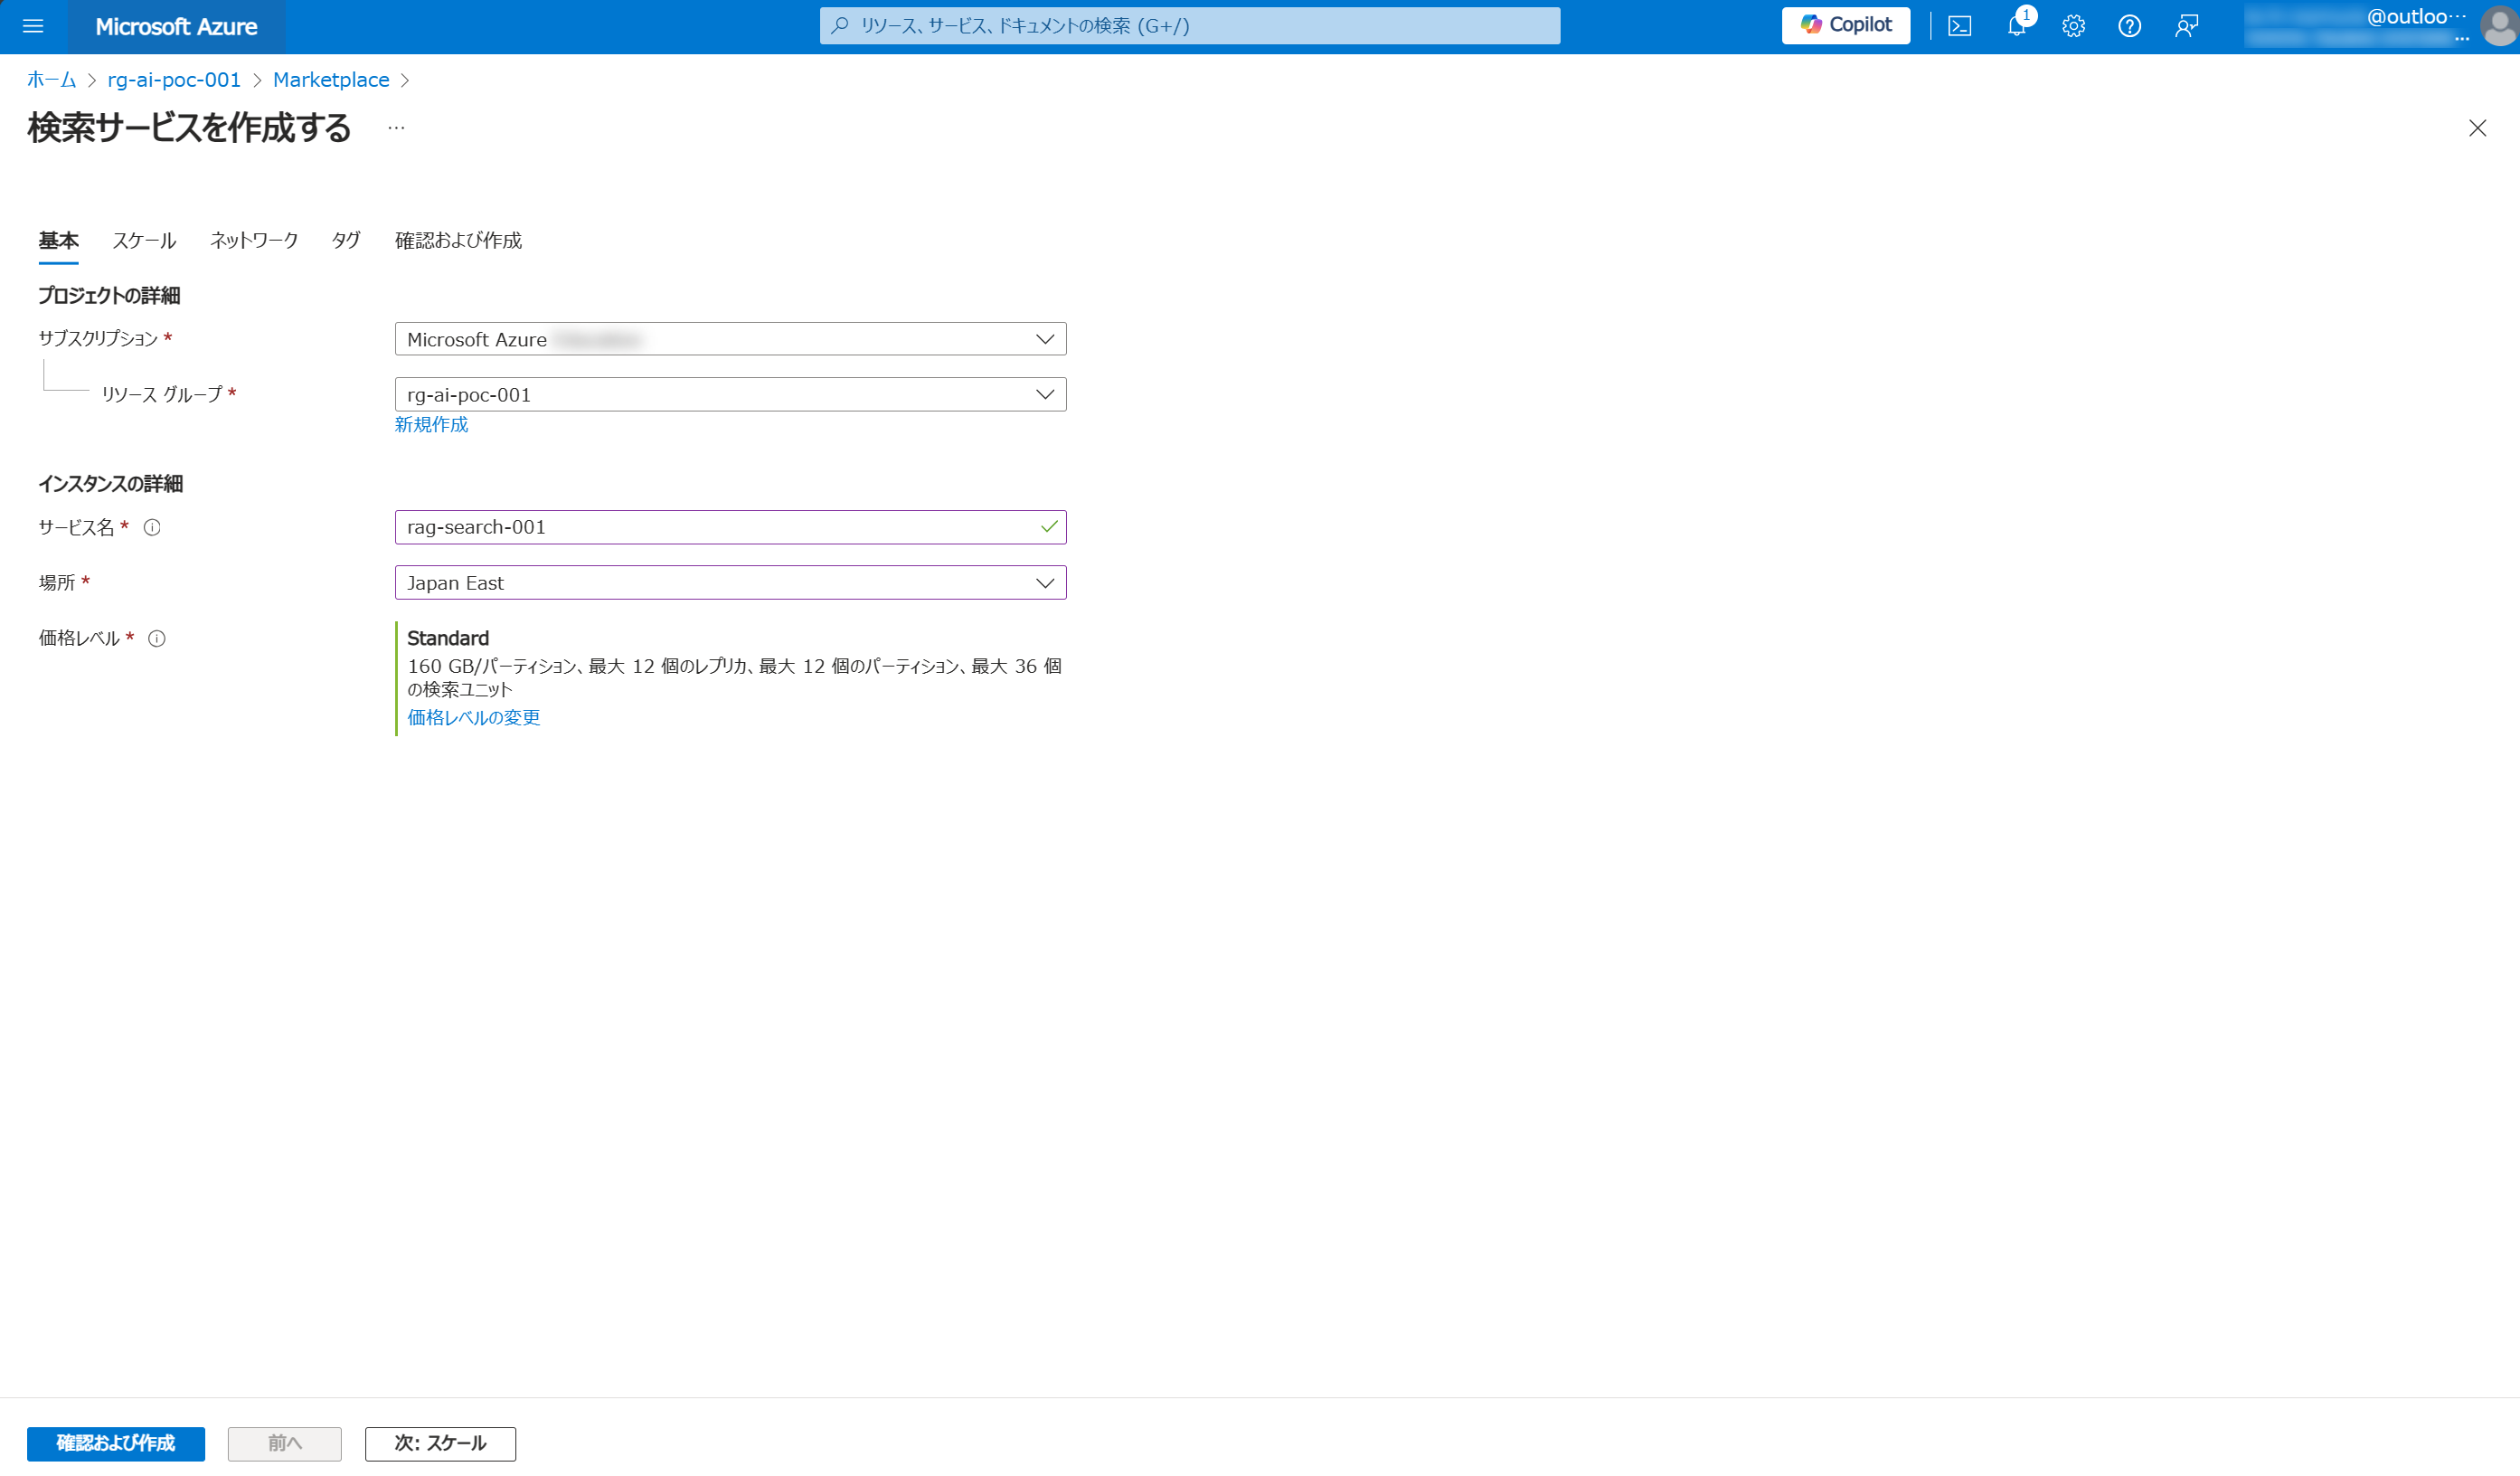 Microsoft Azure
リソース、サービス、ドキュメントの検索 (G+/)
Copilot
1
@outloo…
ホーム > rg-ai-poc-001 > Marketplace >
検索サービスを作成する …
基本 スケール ネットワーク タグ 確認および作成
プロジェクトの詳細
サブスクリプション * Microsoft Azure
リソース グループ * rg-ai-poc-001
新規作成
インスタンスの詳細
サービス名 * rag-search-001
場所 * Japan East
価格レベル * Standard
160 GB/パーティション、最大 12 個のレプリカ、最大 12 個のパーティション、最大 36 個
の検索ユニット
価格レベルの変更
確認および作成 前へ 次: スケール